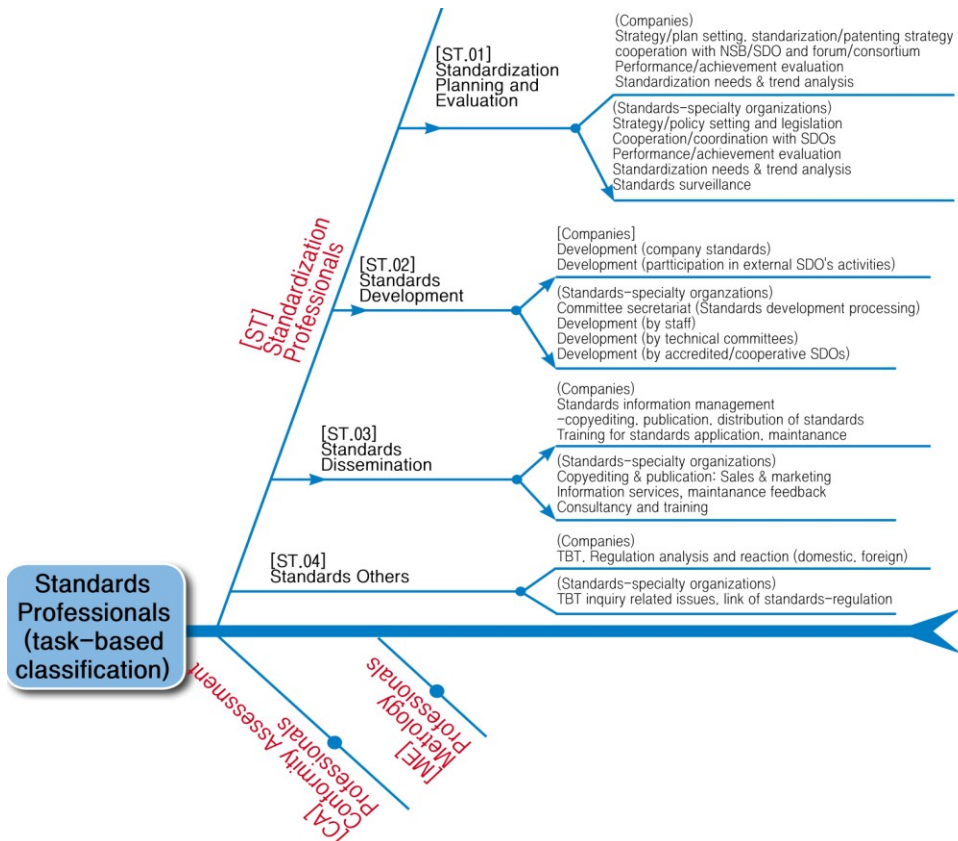 (Companies)
Strategy/plan setting, standarization/patenting strategy
cooperation with NSB/SDO and forum/consortium
Performance/achievement evaluation
Standardization needs & trend analysis
[ST.01]
Standardization
Planning and
Evaluation
(Standards-specialty organizations)
Strategy/policy setting and legislation
Cooperation/coordination with SDOs
Performance/achievement evaluation
Standardization needs & trend analysis
Standards surveillance
[ST]
Standardization
Professionals
[ST.02]
Standards
Development
[Companies]
Development (company standards)
Development (partticipation in external SDO's activities)
(Standards-specialty organzations)
Committee secretariat (Standards development processing)
Development (by staff)
Development (by technical committees)
Development (by accredited/cooperative SDOs)
[ST.03]
Standards
Dissemination
(Companies)
Standards information management
-copyediting, publication, distribution of standards
Training for standards application, maintanance
(Standards-specialty organizations)
Copyediting & publication: Sales & marketing
Information services, maintanance feedback
Consultancy and training
[ST.04]
Standards Others
(Companies)
TBT, Regulation analysis and reaction (domestic, foreign)
(Standards-specialty organizations)
TBT inquiry related issues, link of standards-regulation
Standards
Professionals
(task-based
classification)
[CA]
Conformity Assessment
Professionals
[ME]
Metrology
Professionals